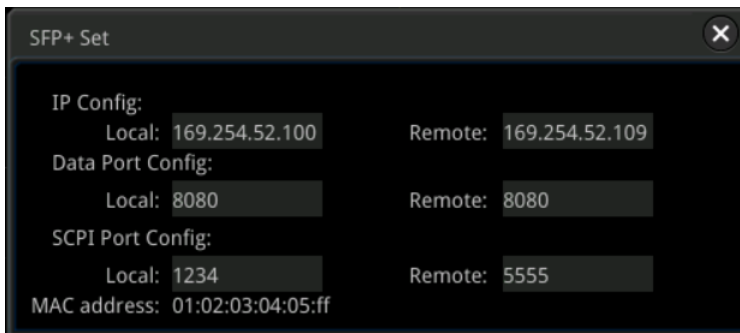 SFP+ Set
IP Config:
Local: 169.254.52.100 Remote: 169.254.52.109
Data Port Config:
Local: 8080 Remote: 8080
SCPI Port Config:
Local: 1234 Remote: 5555
MAC address: 01:02:03:04:05:ff